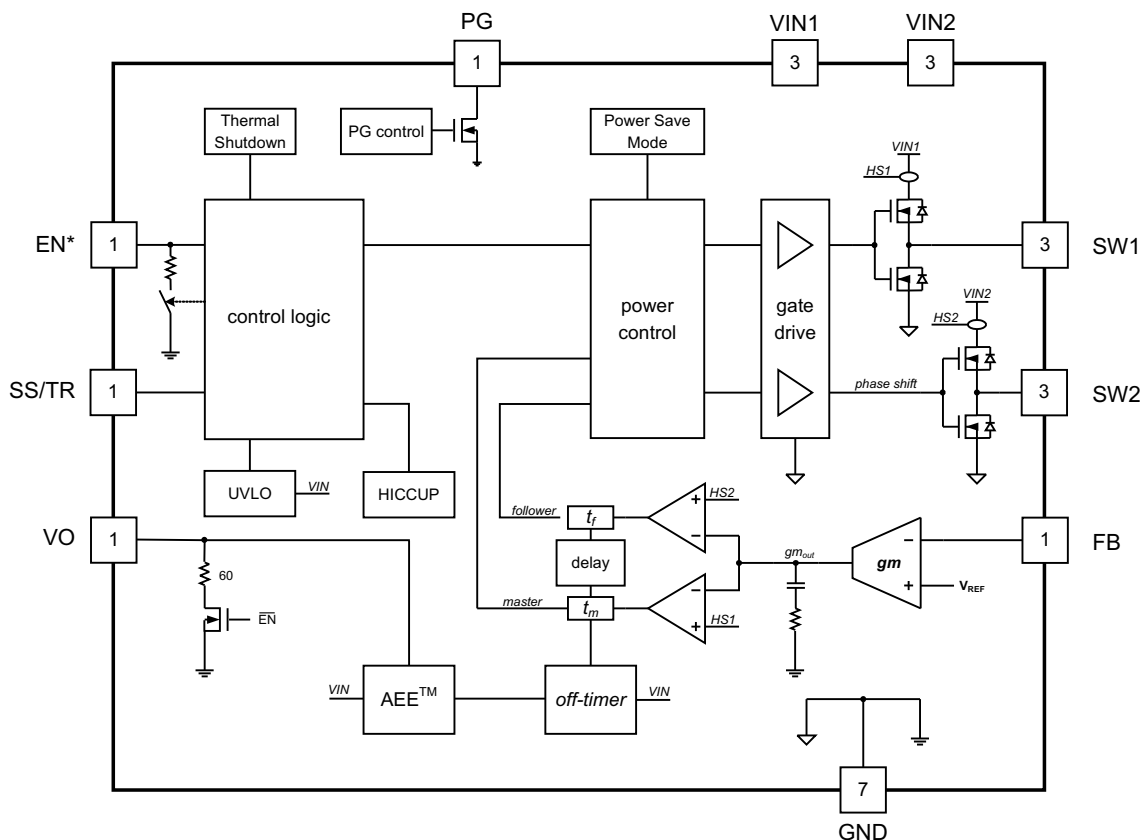 PG
VIN1
VIN2
1
3
3
Thermal
Shutdown
PG control
Power Save
Mode
VIN1
HS1
EN*
1
3
SW1
control logic
power
control
gate
drive
VIN2
HS2
SS/TR
1
phase shift
3
SW2
UVLO
VIN
HICCUP
HS2
+
follower
tf
VO
1
−
−
1
FB
delay
gmout
gm
60
+
VREF
master
tm
−
EN
+
HS1
VIN
AEE™
off-timer
VIN
7
GND